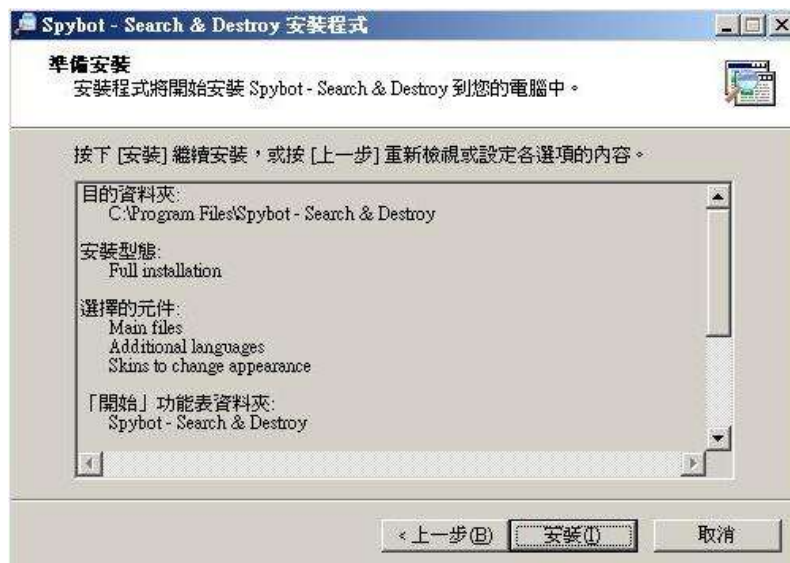 Spybot - Search & Destroy 安裝程式
準備安裝
安裝程式將開始安裝 Spybot - Search & Destroy 到您的電腦中。
按下 [安裝] 繼續安裝，或按 [上一步] 重新檢視或設定各選項的內容。
目的資料夾:
C:\Program Files\Spybot - Search & Destroy
安裝型態:
Full installation
選擇的元件:
Main files
Additional languages
Skins to change appearance
「開始」功能表資料夾:
Spybot - Search & Destroy
< 上一步(B) 安裝(I) 取消